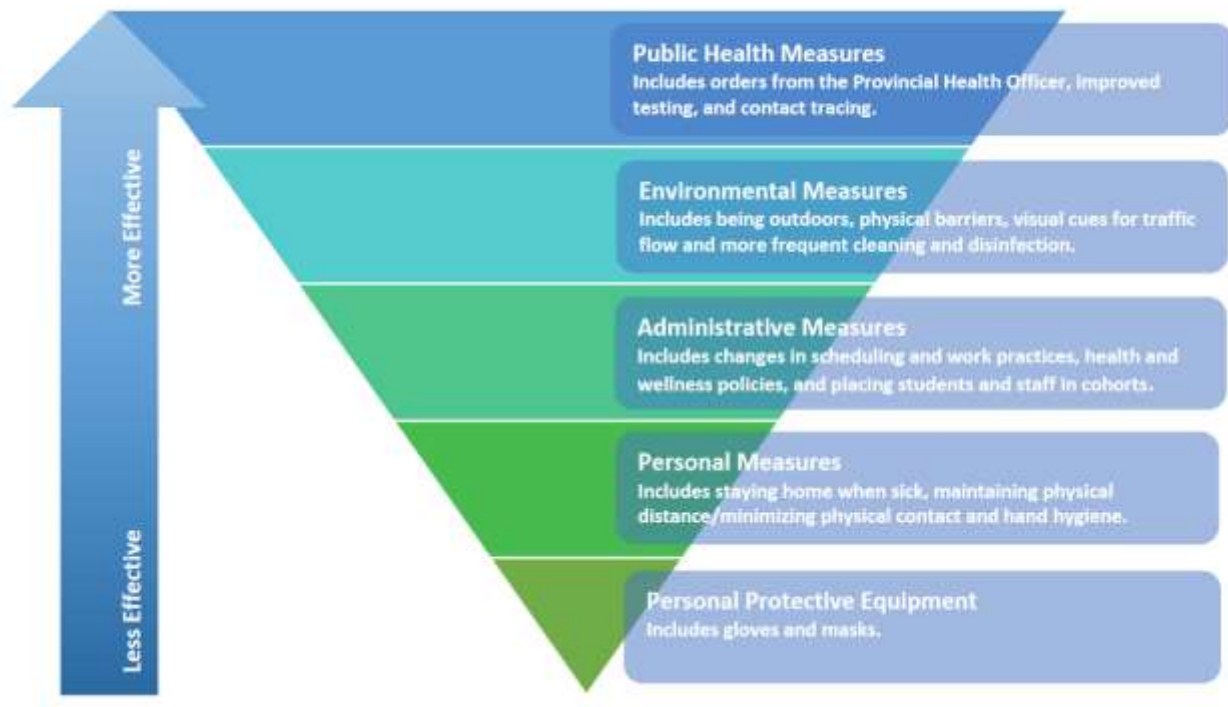 Public Health Measures
Includes orders from the Provincial Health Officer, improved
testing, and contact tracing.
Environmental Measures
Includes being outdoors, physical barriers, visual cues for traffic
flow and more frequent cleaning and disinfection.
More Effective
Administrative Measures
Includes changes in scheduling and work practices, health and
wellness policies, and placing students and staff in cohorts.
Personal Measures
Includes staying home when sick, maintaining physical
distance/minimizing physical contact and hand hygiene.
Less Effective
Personal Protective Equipment
Includes gloves and masks.